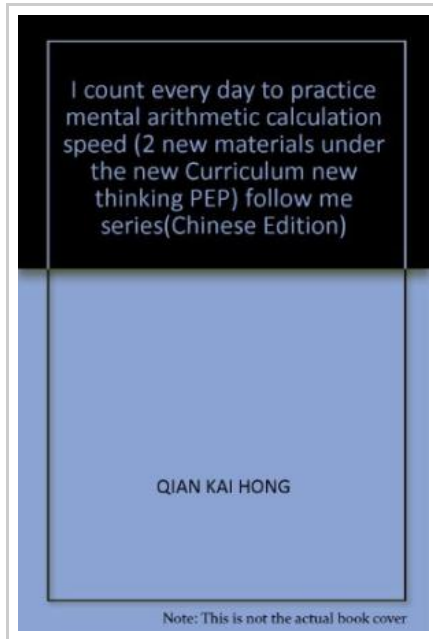 I count every day to practice
mental arithmetic calculation
speed (2 new materials under
the new Curriculum new
thinking PEP) follow me
series(Chinese Edition)
QIAN KAI HONG
Note: This is not the actual book cover